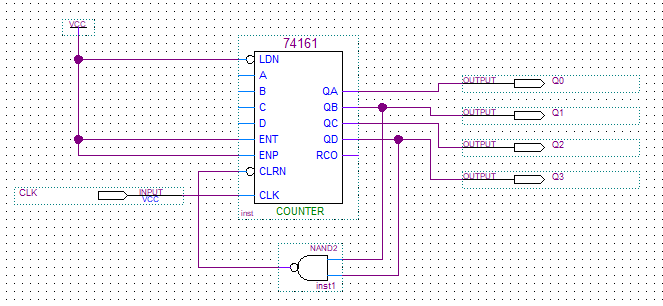 VCC
74161
LDN
A
B
C
D
ENT
ENP
CLRN
CLK
QA
QB
QC
QD
RCO
inst
COUNTER
OUTPUT Q0
OUTPUT Q1
OUTPUT Q2
OUTPUT Q3
CLK INPUT
VCC
NAND2
inst1